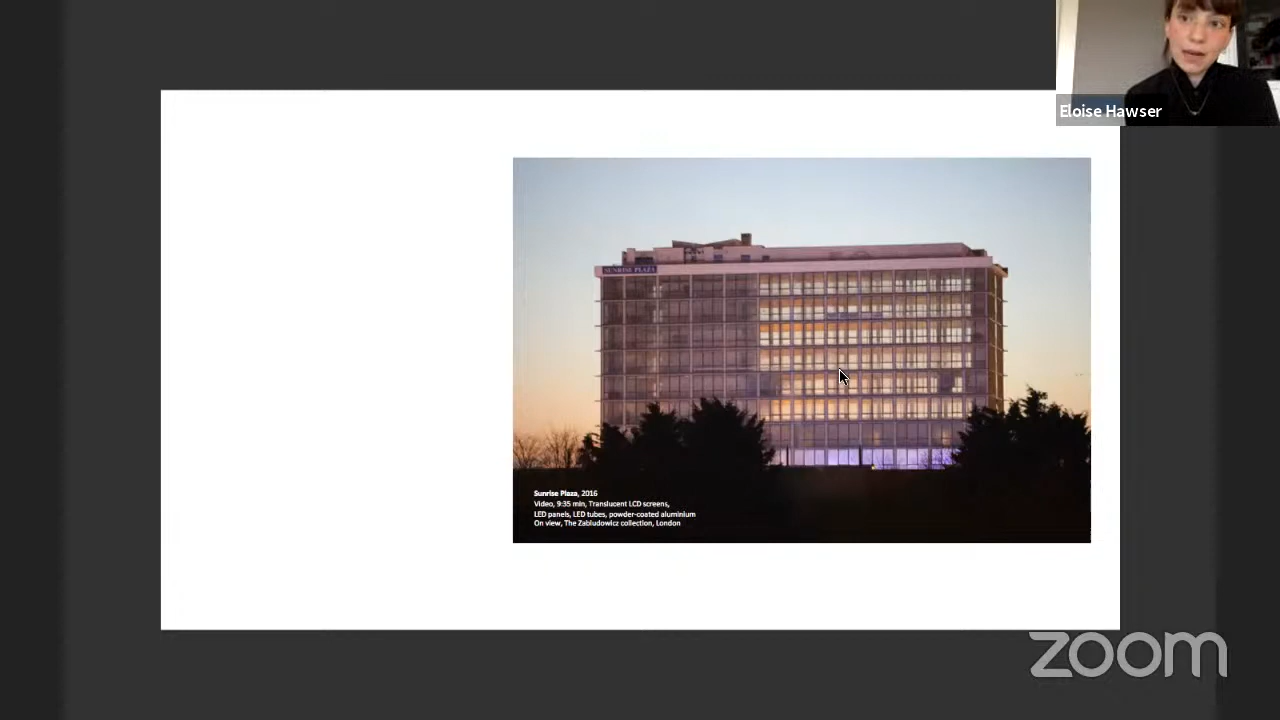 Eloise Hawser
SUNRISE PLAZA
Sunrise Plaza, 2016
Video, 9:35 min, Translucent LCD screens,
LED panels, LED tubes, powder-coated aluminium
On view, The Zabludowicz collection, London
zoom